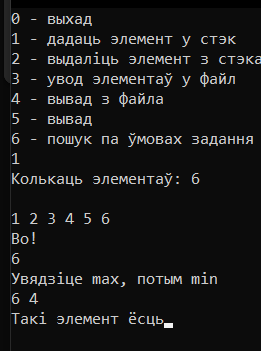 0 - выхад
1 - дадаць элемент у стэк
2 - выдаліць элемент з стэка
3 - увод элементаў у файл
4 - вывад з файла
5 - вывад
6 - пошук па ўмовах задання
1
Колькаць элементаў: 6
1 2 3 4 5 6
Во!
6
Увядзіце max, потым min
6 4
Такі элемент ёсць